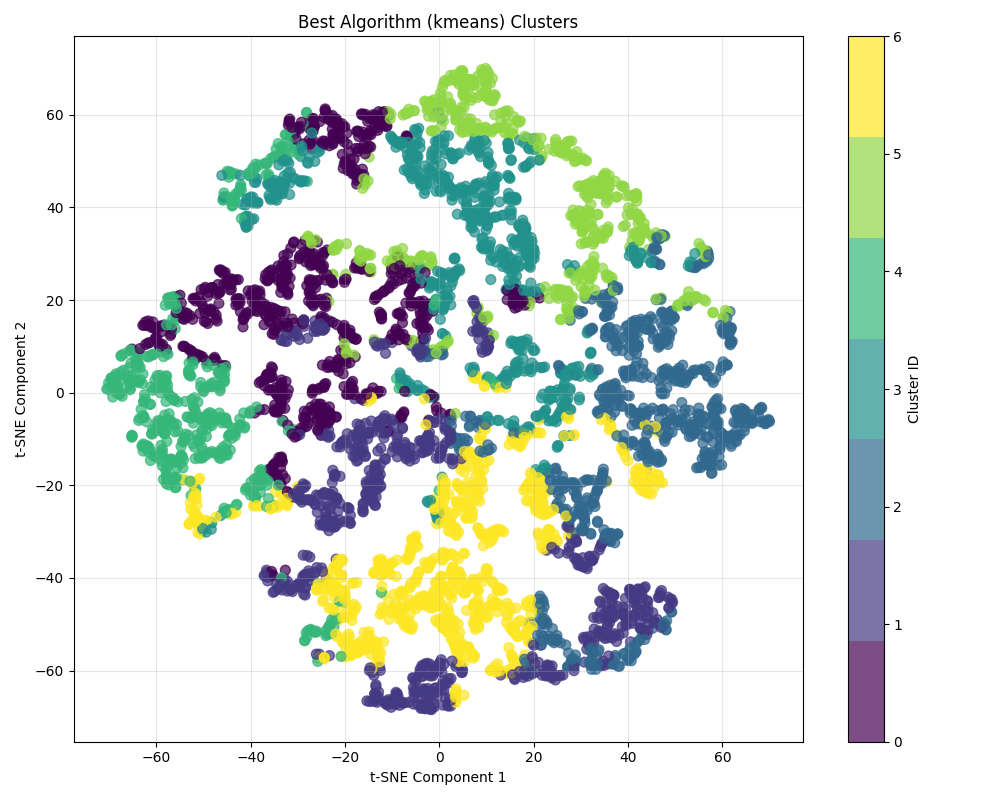 Best Algorithm (kmeans) Clusters
60
40
20
0
−20
−40
−60
t-SNE Component 2
−60 −40 −20 0 20 40 60
t-SNE Component 1
6
5
4
3
2
1
0
Cluster ID